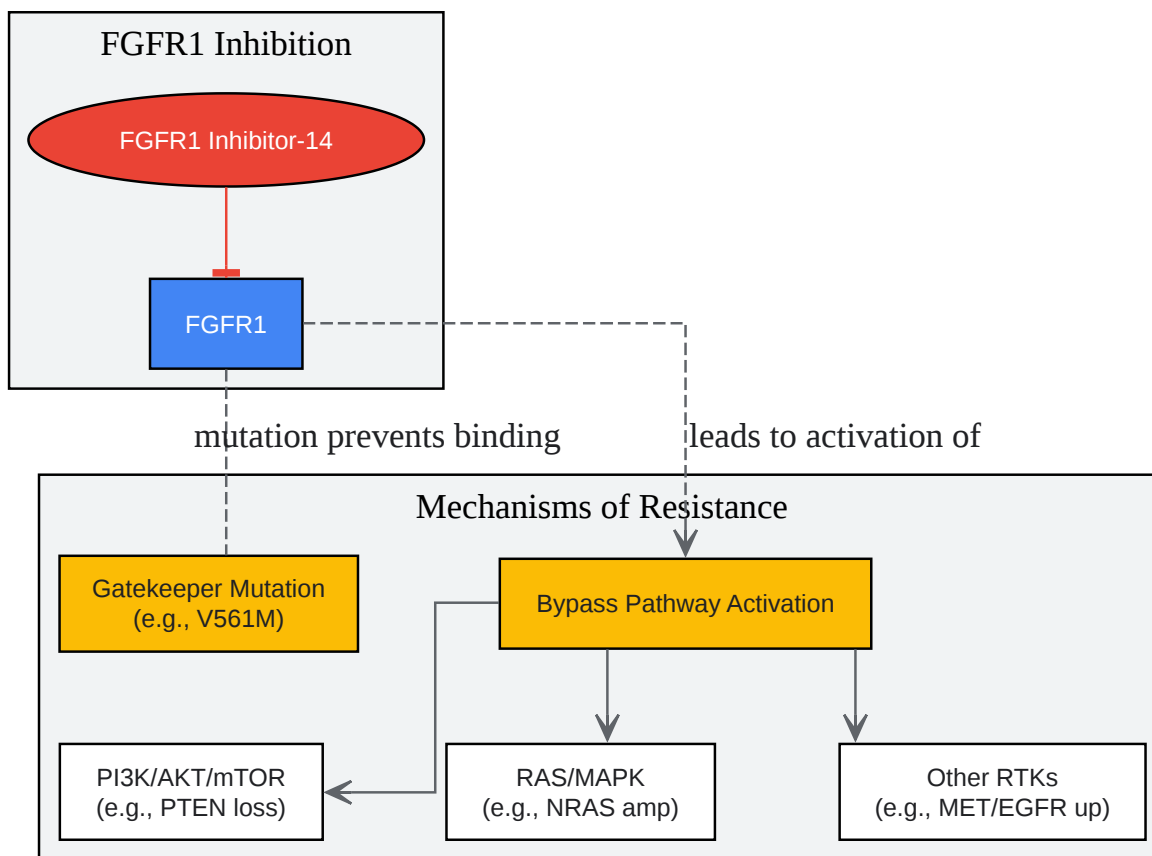 FGFR1 Inhibition
FGFR1 Inhibitor-14
FGFR1
mutation prevents binding
leads to activation of
Mechanisms of Resistance
Gatekeeper Mutation
(e.g., V561M)
Bypass Pathway Activation
PI3K/AKT/mTOR
(e.g., PTEN loss)
RAS/MAPK
(e.g., NRAS amp)
Other RTKs
(e.g., MET/EGFR up)